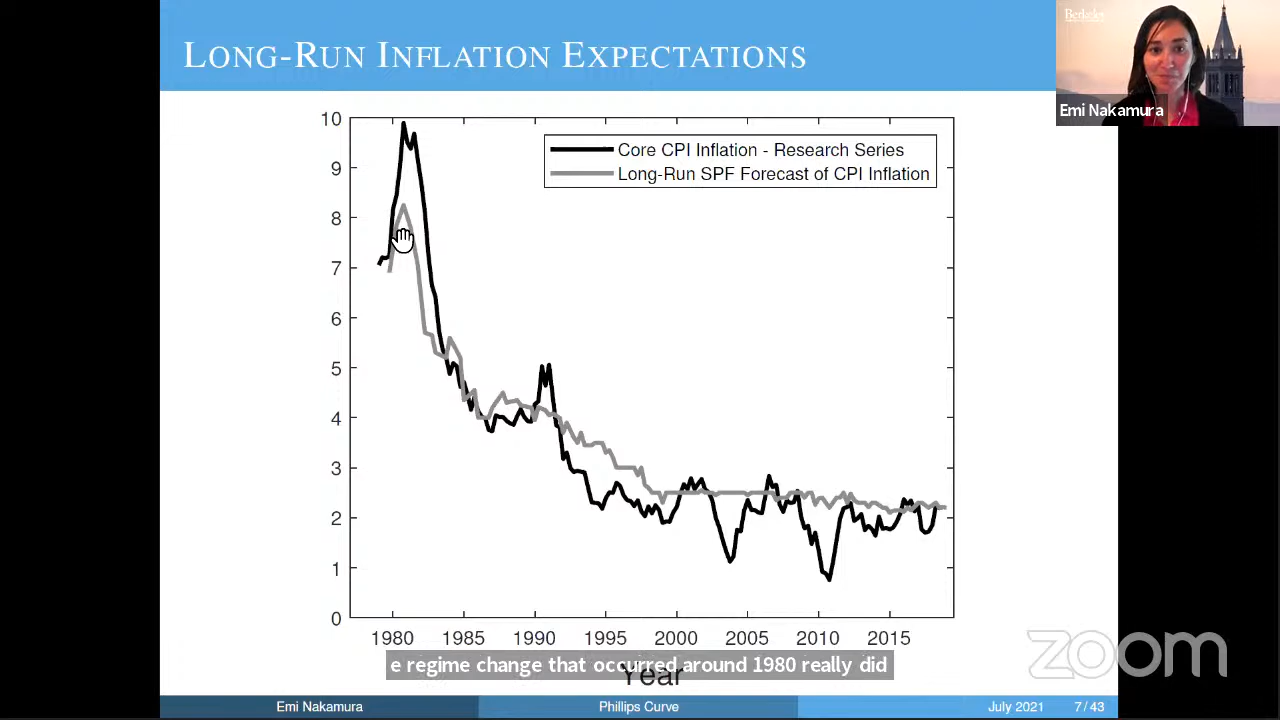 LONG-RUN INFLATION EXPECTATIONS
Berkeley
Emi Nakamura
10
9
8
7
6
5
4
3
2
1
0
Core CPI Inflation - Research Series
Long-Run SPF Forecast of CPI Inflation
1980 1985 1990 1995 2000 2005 2010 2015
Year
e regime change that occurred around 1980 really did
zoom
Emi Nakamura Phillips Curve July 2021 7 / 43